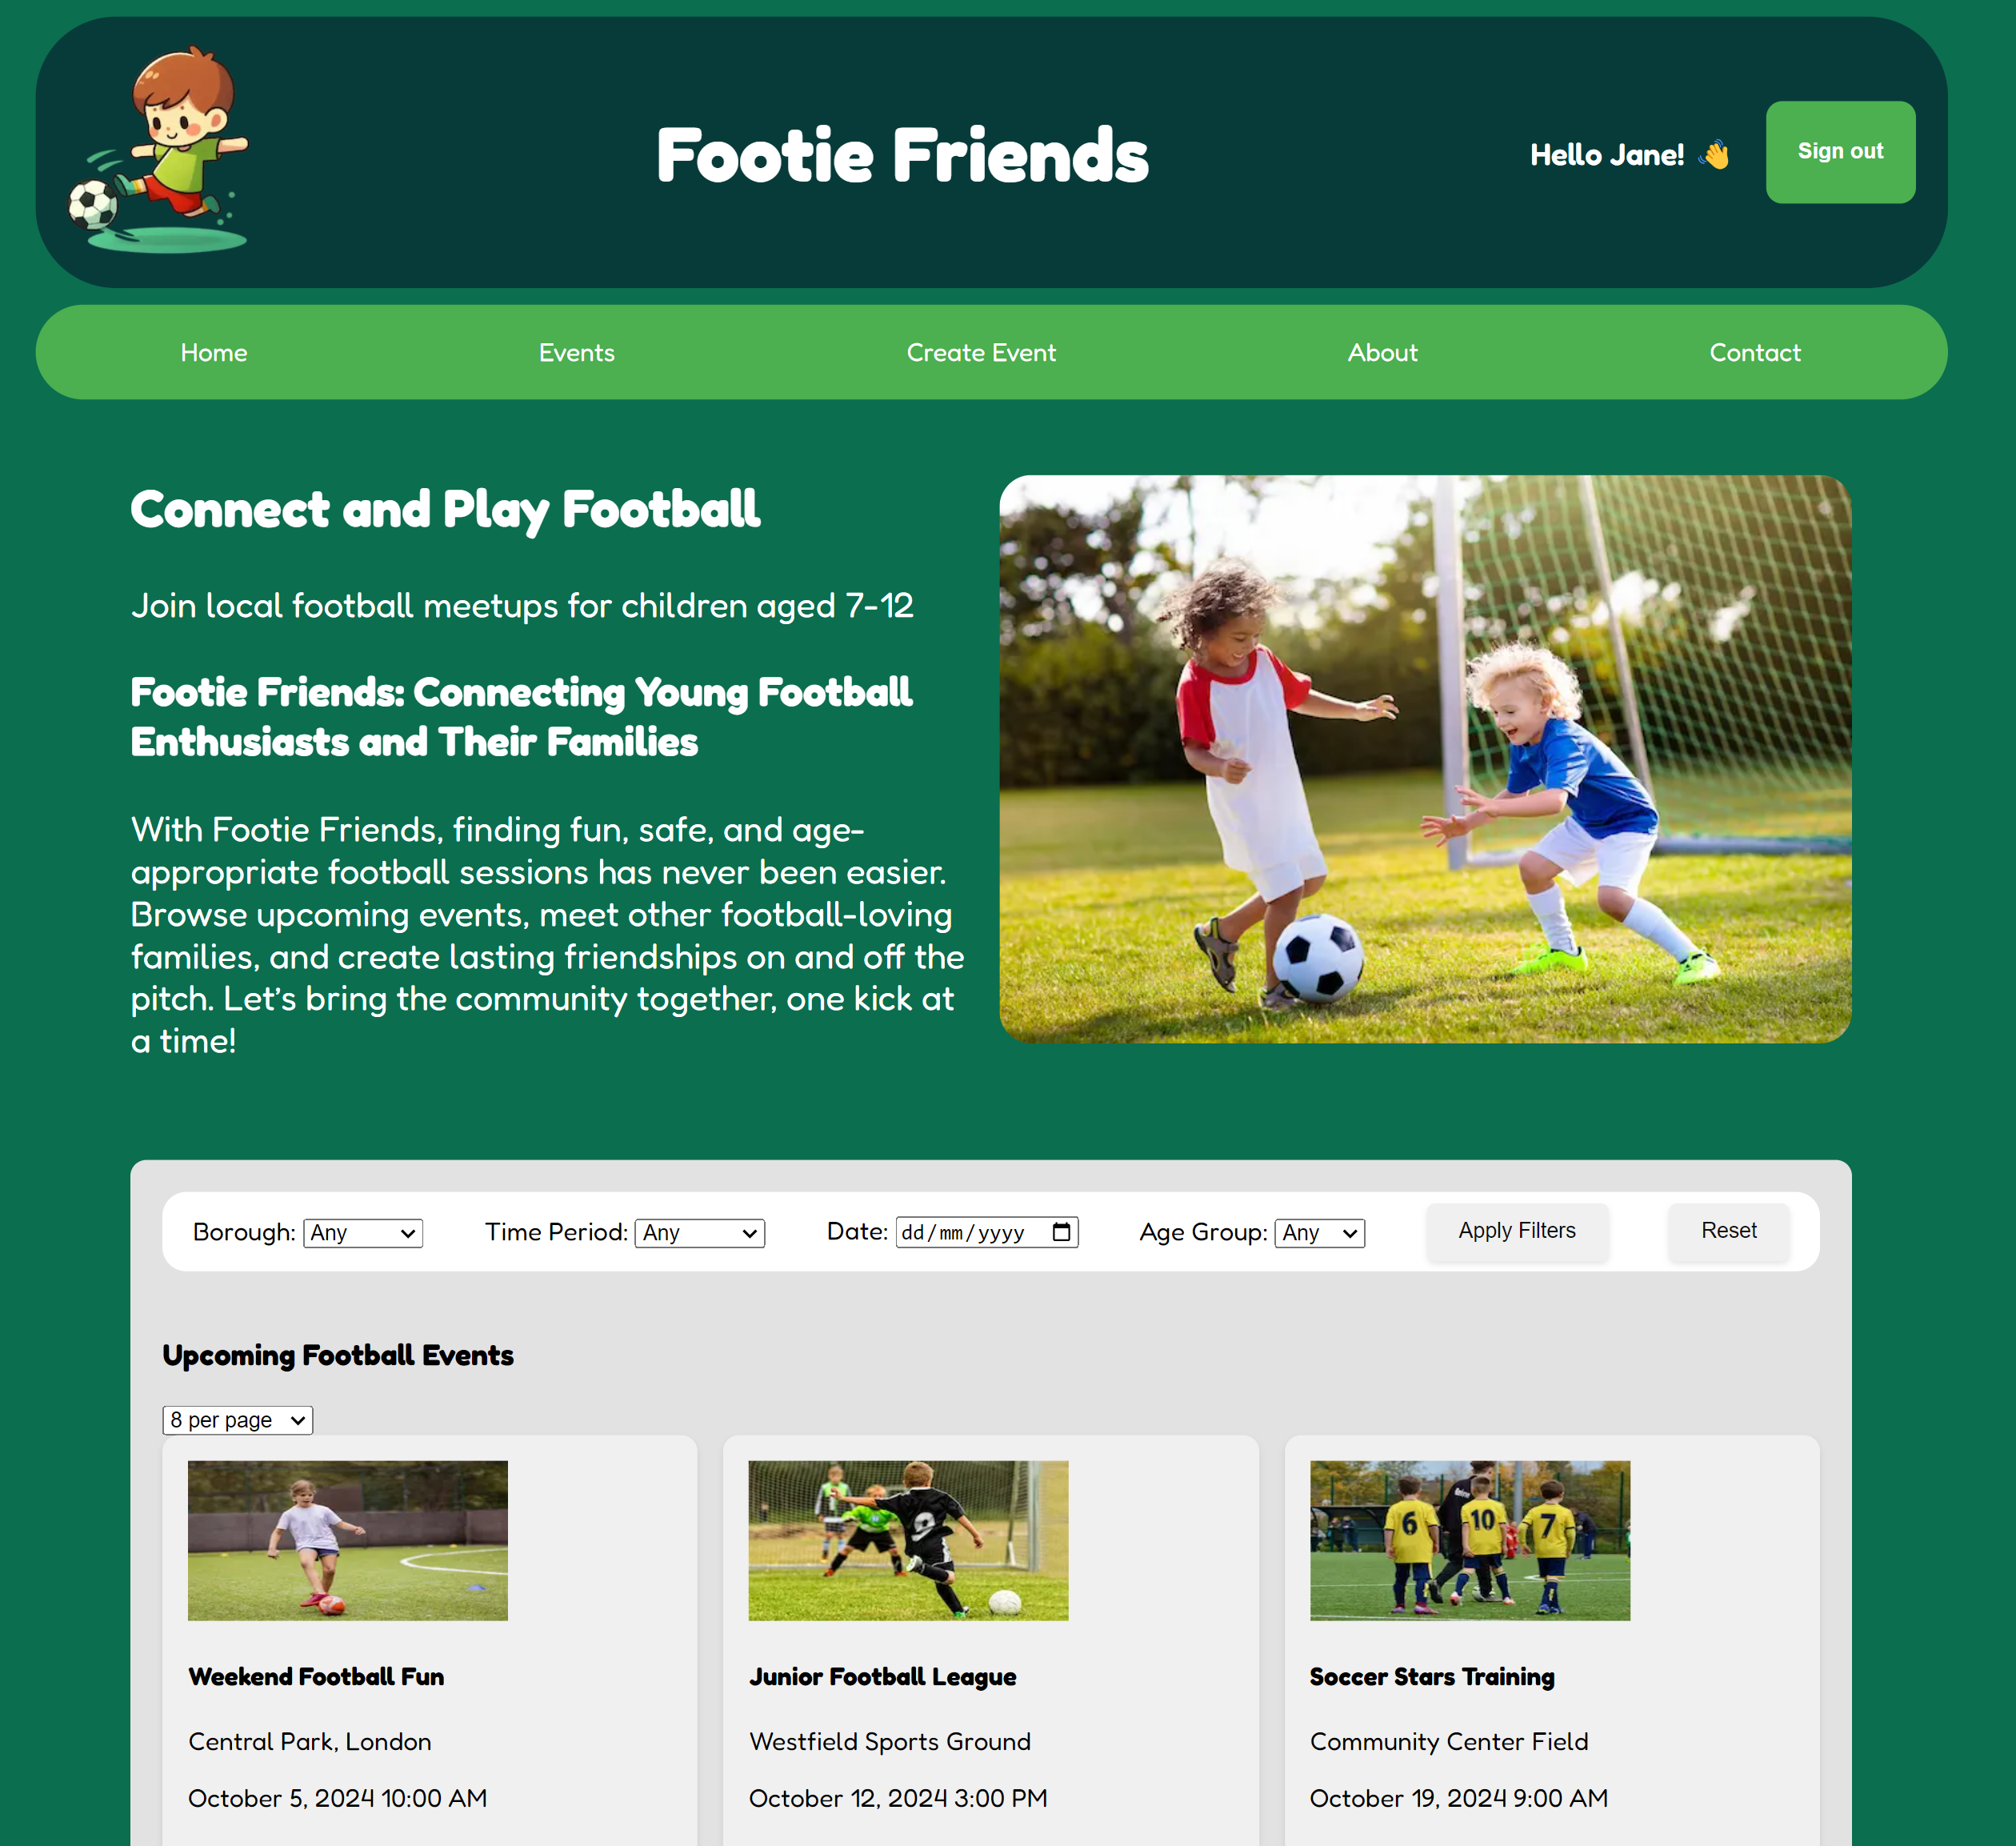 Footie Friends
Hello Jane! 👋
Sign out
Home
Events
Create Event
About
Contact
Connect and Play Football
Join local football meetups for children aged 7-12
Footie Friends: Connecting Young Football
Enthusiasts and Their Families
With Footie Friends, finding fun, safe, and age-
appropriate football sessions has never been easier.
Browse upcoming events, meet other football-loving
families, and create lasting friendships on and off the
pitch. Let's bring the community together, one kick at
a time!
Borough: Any
Time Period: Any
Date: dd/mm/yyyy
Age Group: Any
Apply Filters
Reset
Upcoming Football Events
8 per page
9
6
10
7
Weekend Football Fun
Central Park, London
October 5, 2024 10:00 AM
Junior Football League
Westfield Sports Ground
October 12, 2024 3:00 PM
Soccer Stars Training
Community Center Field
October 19, 2024 9:00 AM